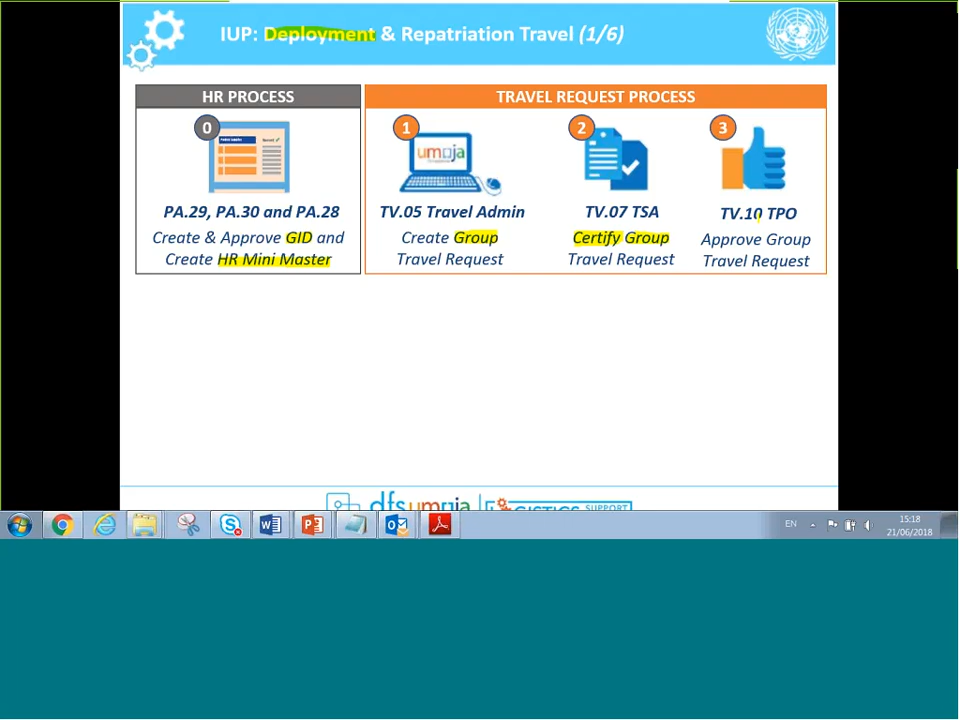 IUP: Deployment & Repatriation Travel (1/6)
HR PROCESS
TRAVEL REQUEST PROCESS
0
1
2
3
umoja
PA.29, PA.30 and PA.28
Create & Approve GID and
Create HR Mini Master
TV.05 Travel Admin
Create Group
Travel Request
TV.07 TSA
Certify Group
Travel Request
TV.10 TPO
Approve Group
Travel Request
dfsumoja
LOGISTICS SUPPORT
EN
15:18
21/06/2018